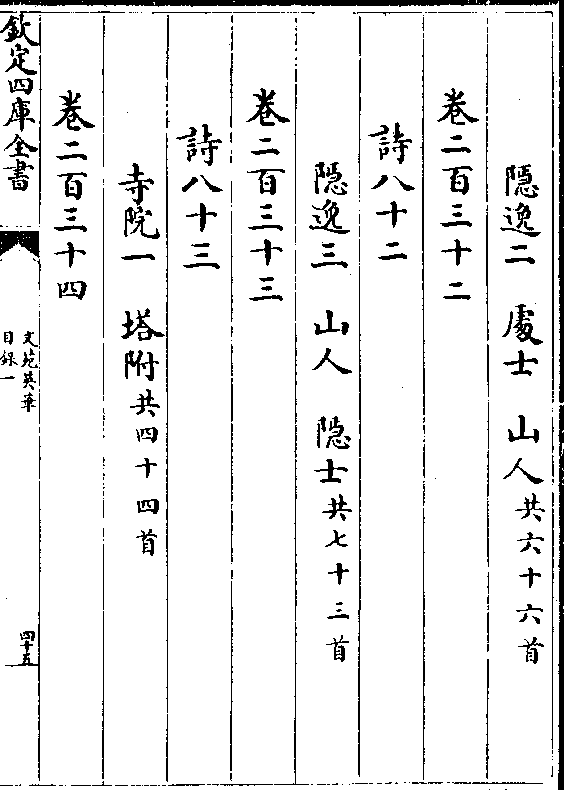 隠逸二 處士 山人共六十六首
卷二百三十二
詩八十二
隠逸三 山人 隠士共七十三首
卷二百三十三
詩八十三
寺院一 塔附共四十四首
卷二百三十四
欽定四庫全書
文苑英華
目録一
四十五